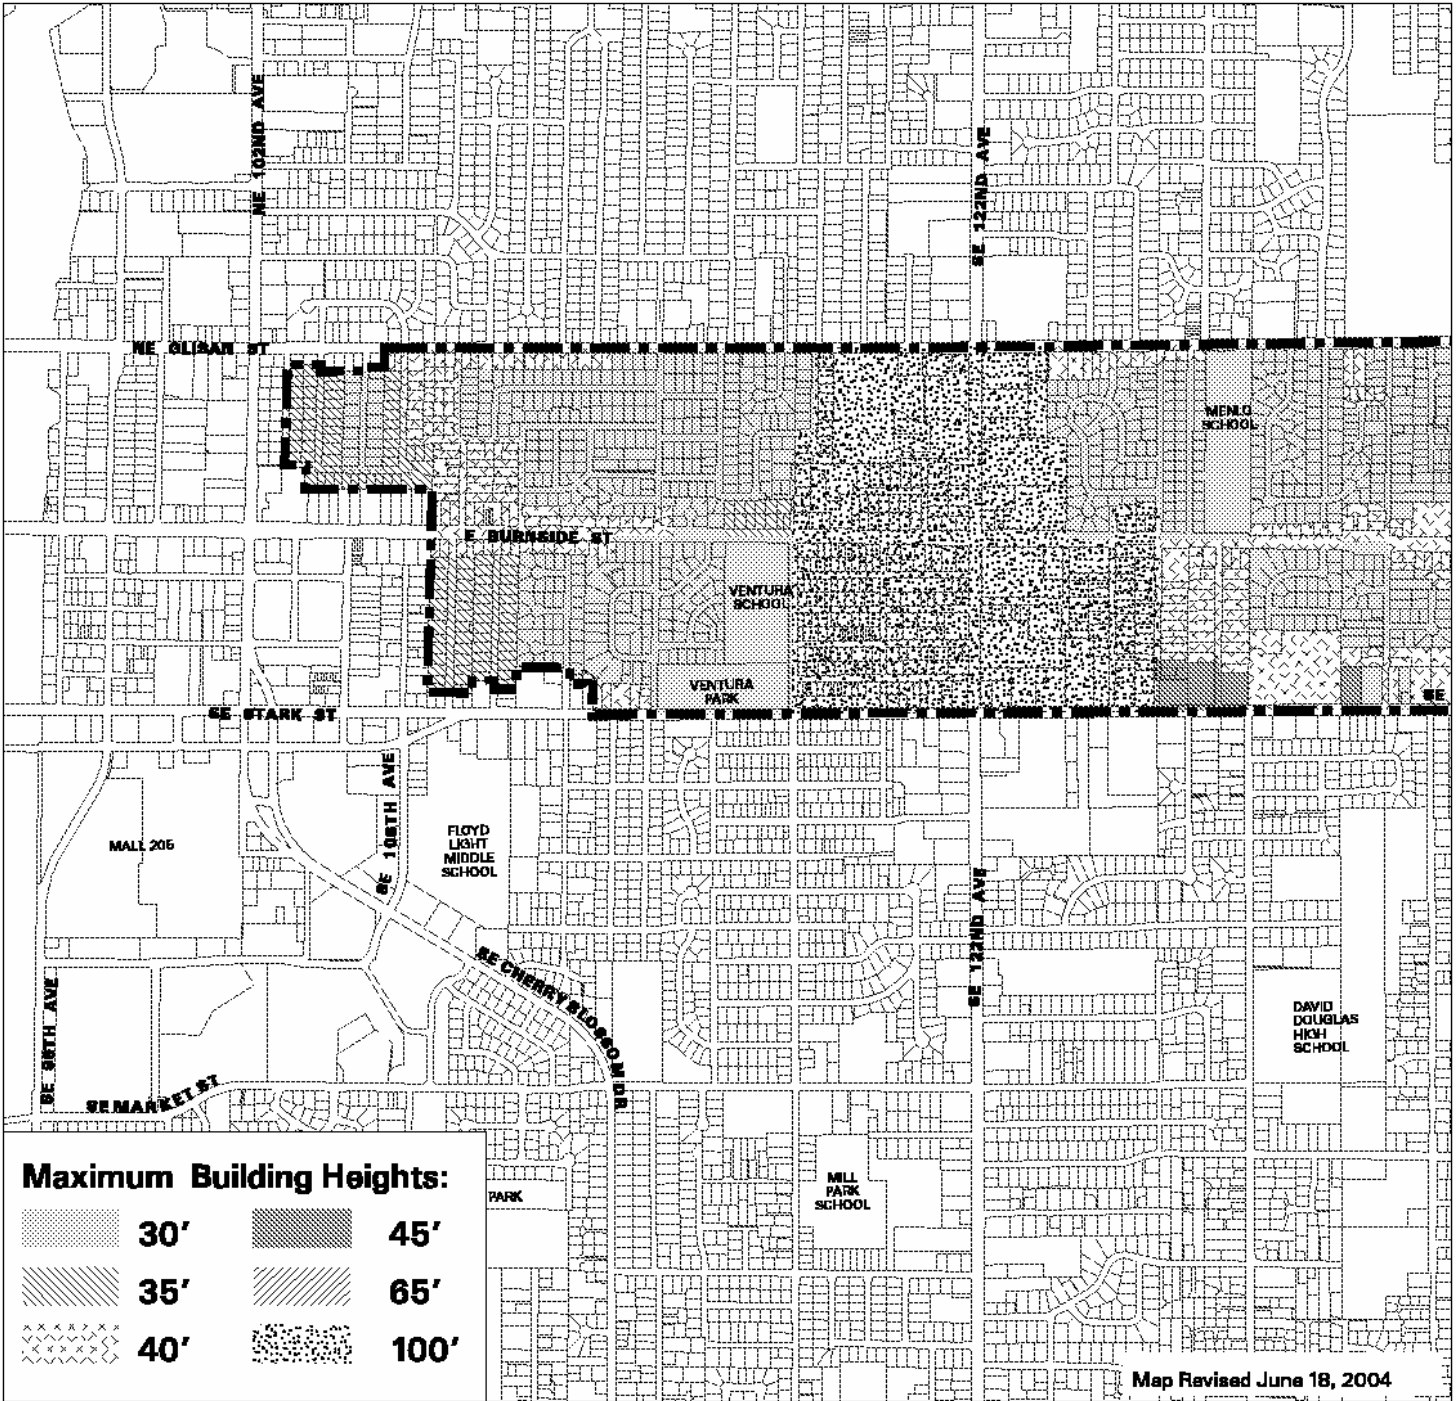 NE 102ND AVE
SE 122ND AVE
NE GLISAN ST
MENLO
SCHOOL
E BURNSIDE ST
VENTURA
SCHOOL
VENTURA
PARK
SE
SE STARK ST
SE 106TH AVE
MALL 205
FLOYD
LIGHT
MIDDLE
SCHOOL
SE 122ND AVE
SE CHERRY BLOSSOM DR
SE 96TH AVE
DAVID
DOUGLAS
HIGH
SCHOOL
SE MARKET ST
Maximum Building Heights:
30' 45'
35' 65'
40' 100'
PARK
MILL
PARK
SCHOOL
Map Revised June 18, 2004